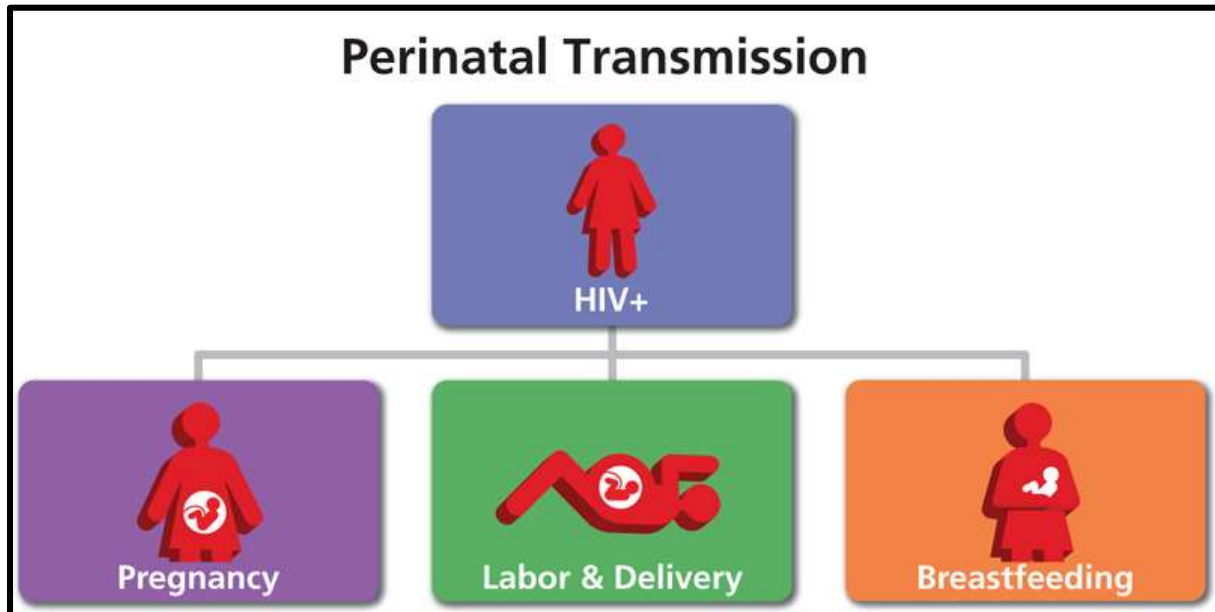 Perinatal Transmission
HIV+
Pregnancy
Labor & Delivery
Breastfeeding